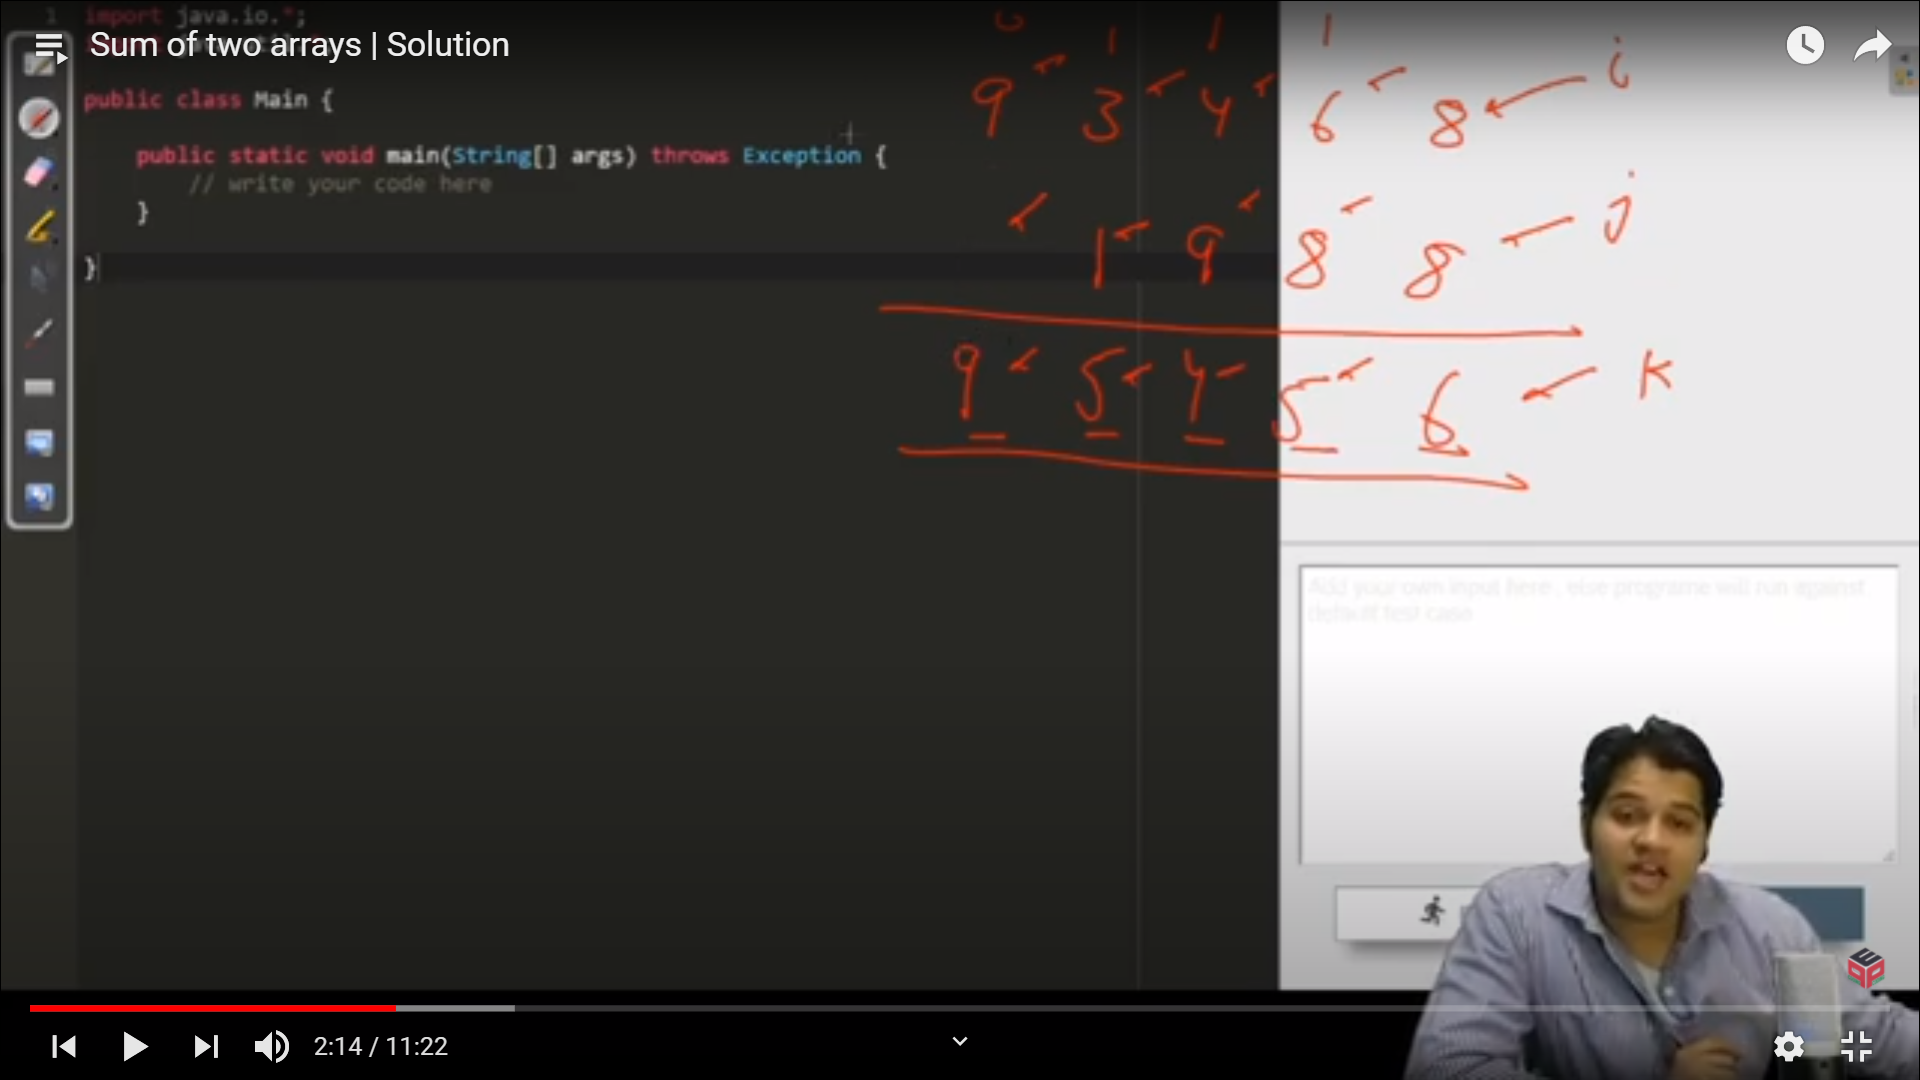 1 import java.io.*;
Sum of two arrays | Solution
public class Main {
public static void main(String[] args) throws Exception {
// write your code here
}
}
1 1 1
9 3 4 6 8 i
1 9 8 8 j
9 5 4 5 6 k
Add your own input here , else programe will run against
default test case
2:14 / 11:22